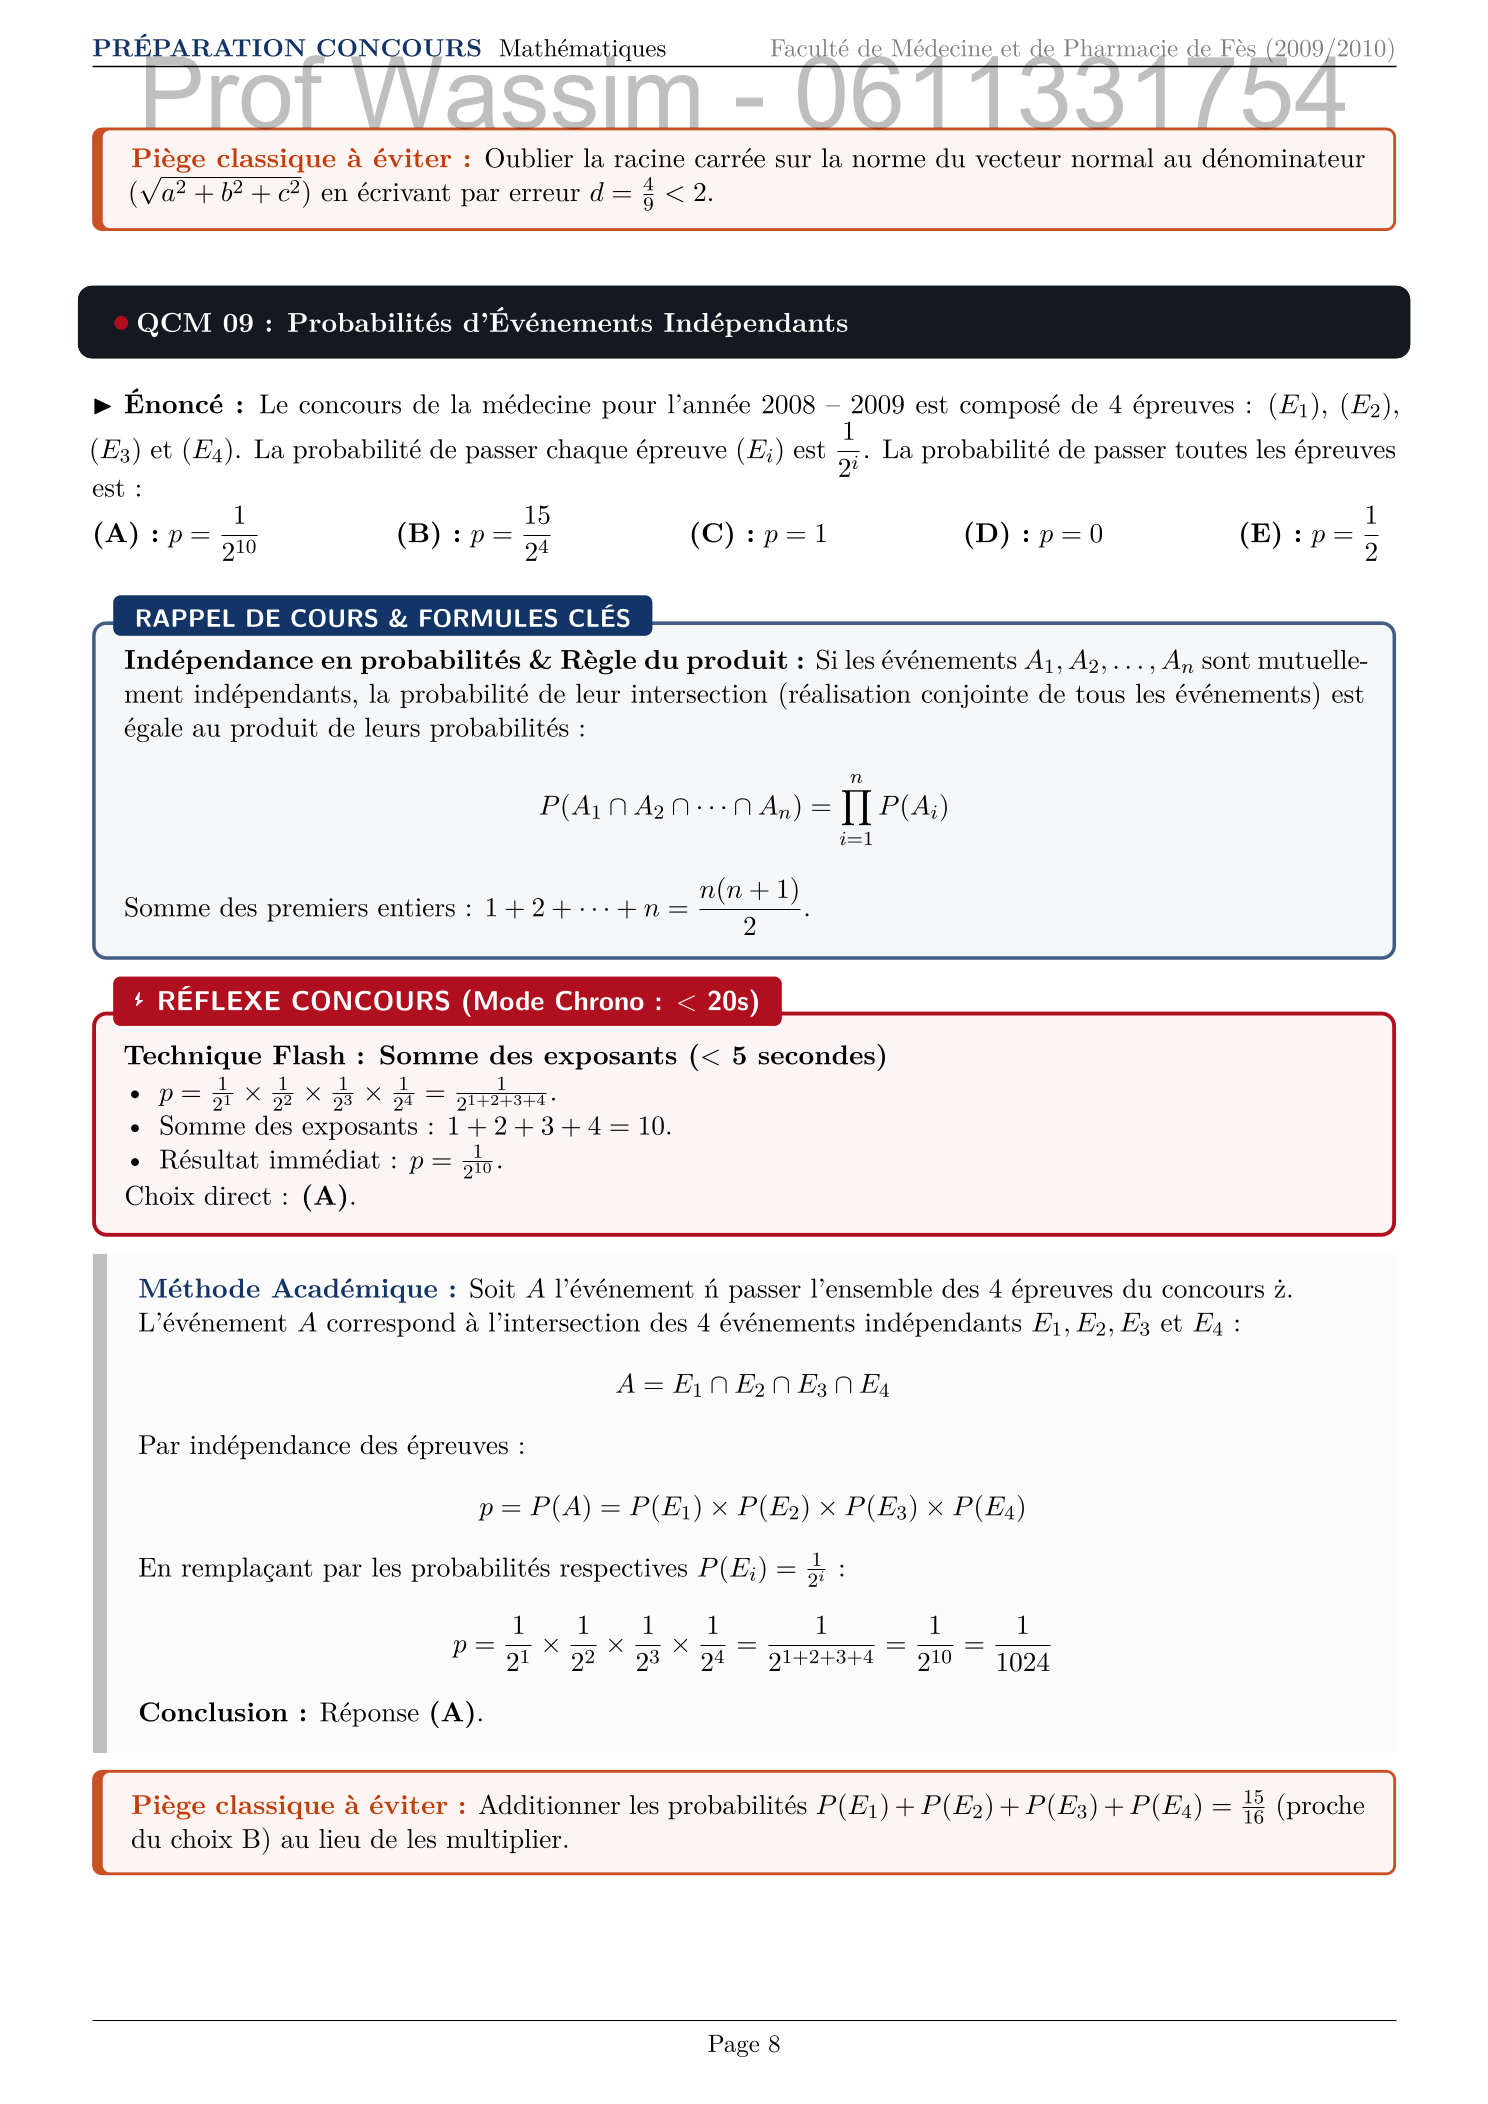 PRÉPARATION CONCOURS Mathématiques Faculté de Médecine et de Pharmacie de Fès (2009/2010)
Prof Wassim - 0611331754
Piège classique à éviter : Oublier la racine carrée sur la norme du vecteur normal au dénominateur
(√(a² + b² + c²)) en écrivant par erreur d = 4/9 < 2.
• QCM 09 : Probabilités d'Événements Indépendants
▶ Énoncé : Le concours de la médecine pour l'année 2008 – 2009 est composé de 4 épreuves : (E₁), (E₂),
(E₃) et (E₄). La probabilité de passer chaque épreuve (Eᵢ) est 1/2ⁱ. La probabilité de passer toutes les épreuves
est :
(A) : p = 1/2¹⁰ (B) : p = 15/2⁴ (C) : p = 1 (D) : p = 0 (E) : p = 1/2
RAPPEL DE COURS & FORMULES CLÉS
Indépendance en probabilités & Règle du produit : Si les événements A₁, A₂, . . . , Aₙ sont mutuelle-
ment indépendants, la probabilité de leur intersection (réalisation conjointe de tous les événements) est
égale au produit de leurs probabilités :
P(A₁ ∩ A₂ ∩ · · · ∩ Aₙ) = ∏ᵢ₌₁ⁿ P(Aᵢ)
Somme des premiers entiers : 1 + 2 + · · · + n = n(n + 1)/2.
RÉFLEXE CONCOURS (Mode Chrono : < 20s)
Technique Flash : Somme des exposants (< 5 secondes)
• p = 1/2¹ × 1/2² × 1/2³ × 1/2⁴ = 1/2¹⁺²⁺³⁺⁴.
• Somme des exposants : 1 + 2 + 3 + 4 = 10.
• Résultat immédiat : p = 1/2¹⁰.
Choix direct : (A).
Méthode Académique : Soit A l'événement ń passer l'ensemble des 4 épreuves du concours ż.
L'événement A correspond à l'intersection des 4 événements indépendants E₁, E₂, E₃ et E₄ :
A = E₁ ∩ E₂ ∩ E₃ ∩ E₄
Par indépendance des épreuves :
p = P(A) = P(E₁) × P(E₂) × P(E₃) × P(E₄)
En remplaçant par les probabilités respectives P(Eᵢ) = 1/2ⁱ :
p = 1/2¹ × 1/2² × 1/2³ × 1/2⁴ = 1/2¹⁺²⁺³⁺⁴ = 1/2¹⁰ = 1/1024
Conclusion : Réponse (A).
Piège classique à éviter : Additionner les probabilités P(E₁) + P(E₂) + P(E₃) + P(E₄) = 15/16 (proche
du choix B) au lieu de les multiplier.
Page 8